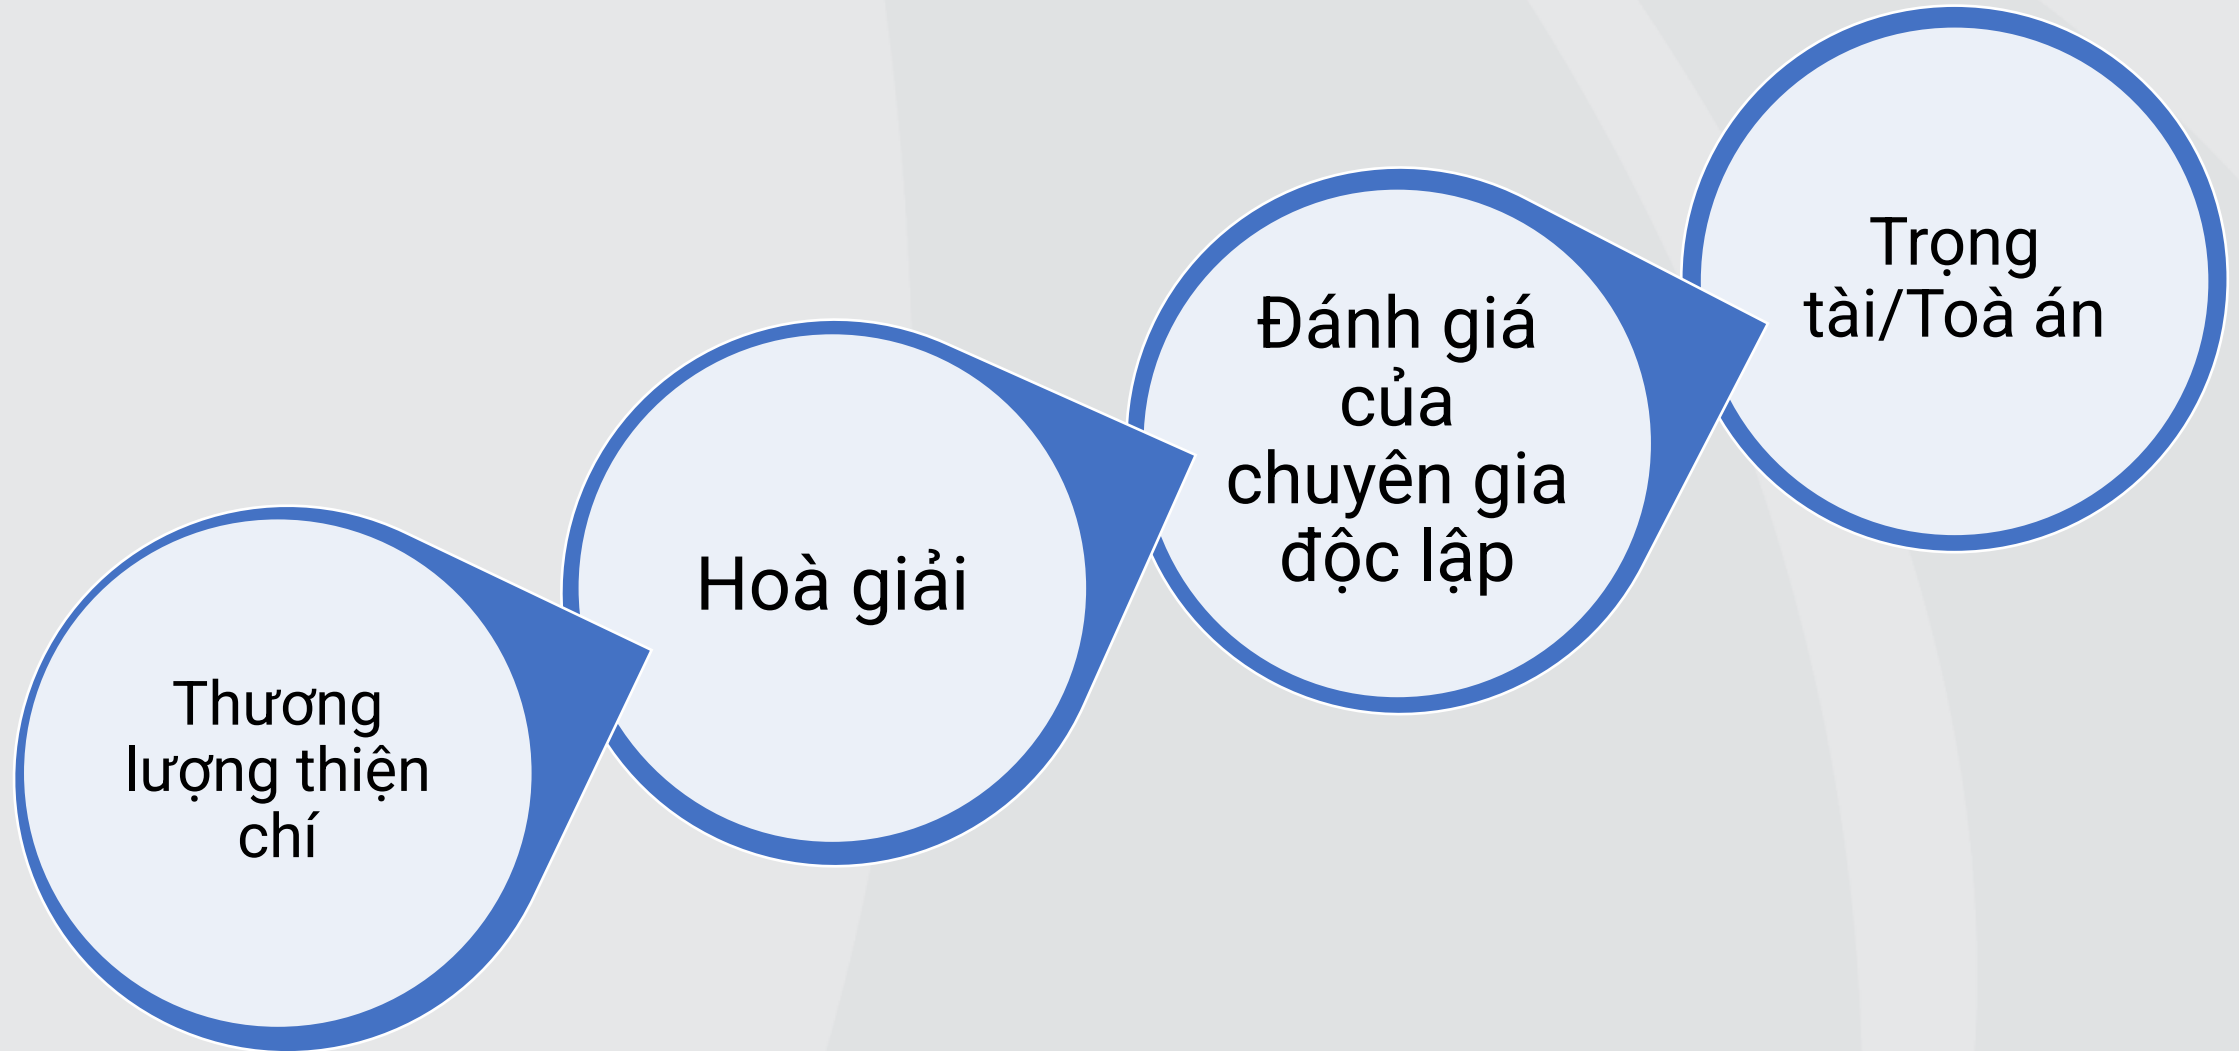 Thương
lượng thiện
chí
Hoà giải
Đánh giá
của
chuyên gia
độc lập
Trọng
tài/Toà án